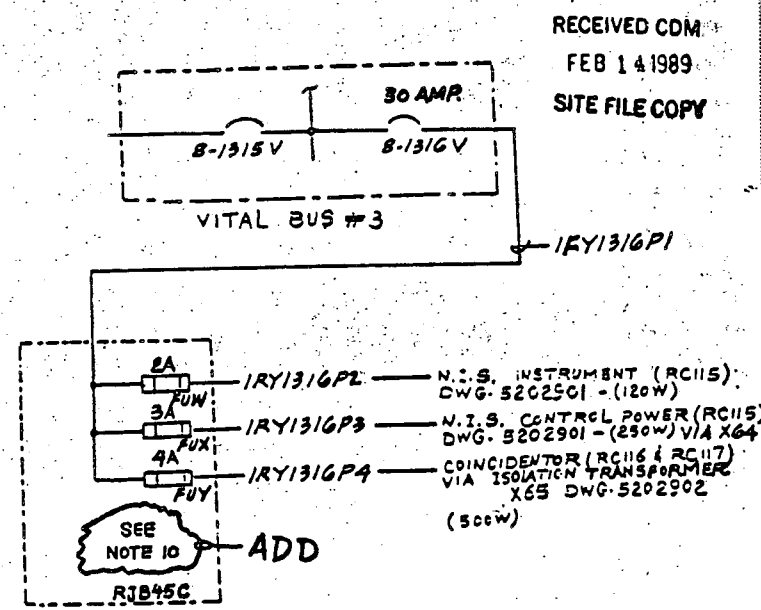 RECEIVED CDM
FEB 14 1989
SITE FILE COPY
30 AMP.
8-1315V
8-1316V
VITAL BUS #3
1FY1316P1
2A
FUW
1RY1316P2
N.I.S. INSTRUMENT (RC115)
DWG. 5202901 - (120W)
3A
FUX
1RY1316P3
N.I.S. CONTROL POWER (RC115)
DWG. 5202901 - (250W) VIA X64
4A
FUY
1RY1316P4
COINCIDENTOR (RC116 & RC117)
VIA ISOLATION TRANSFORMER
X65 DWG. 5202902
(500W)
SEE
NOTE 10
ADD
RJB45C